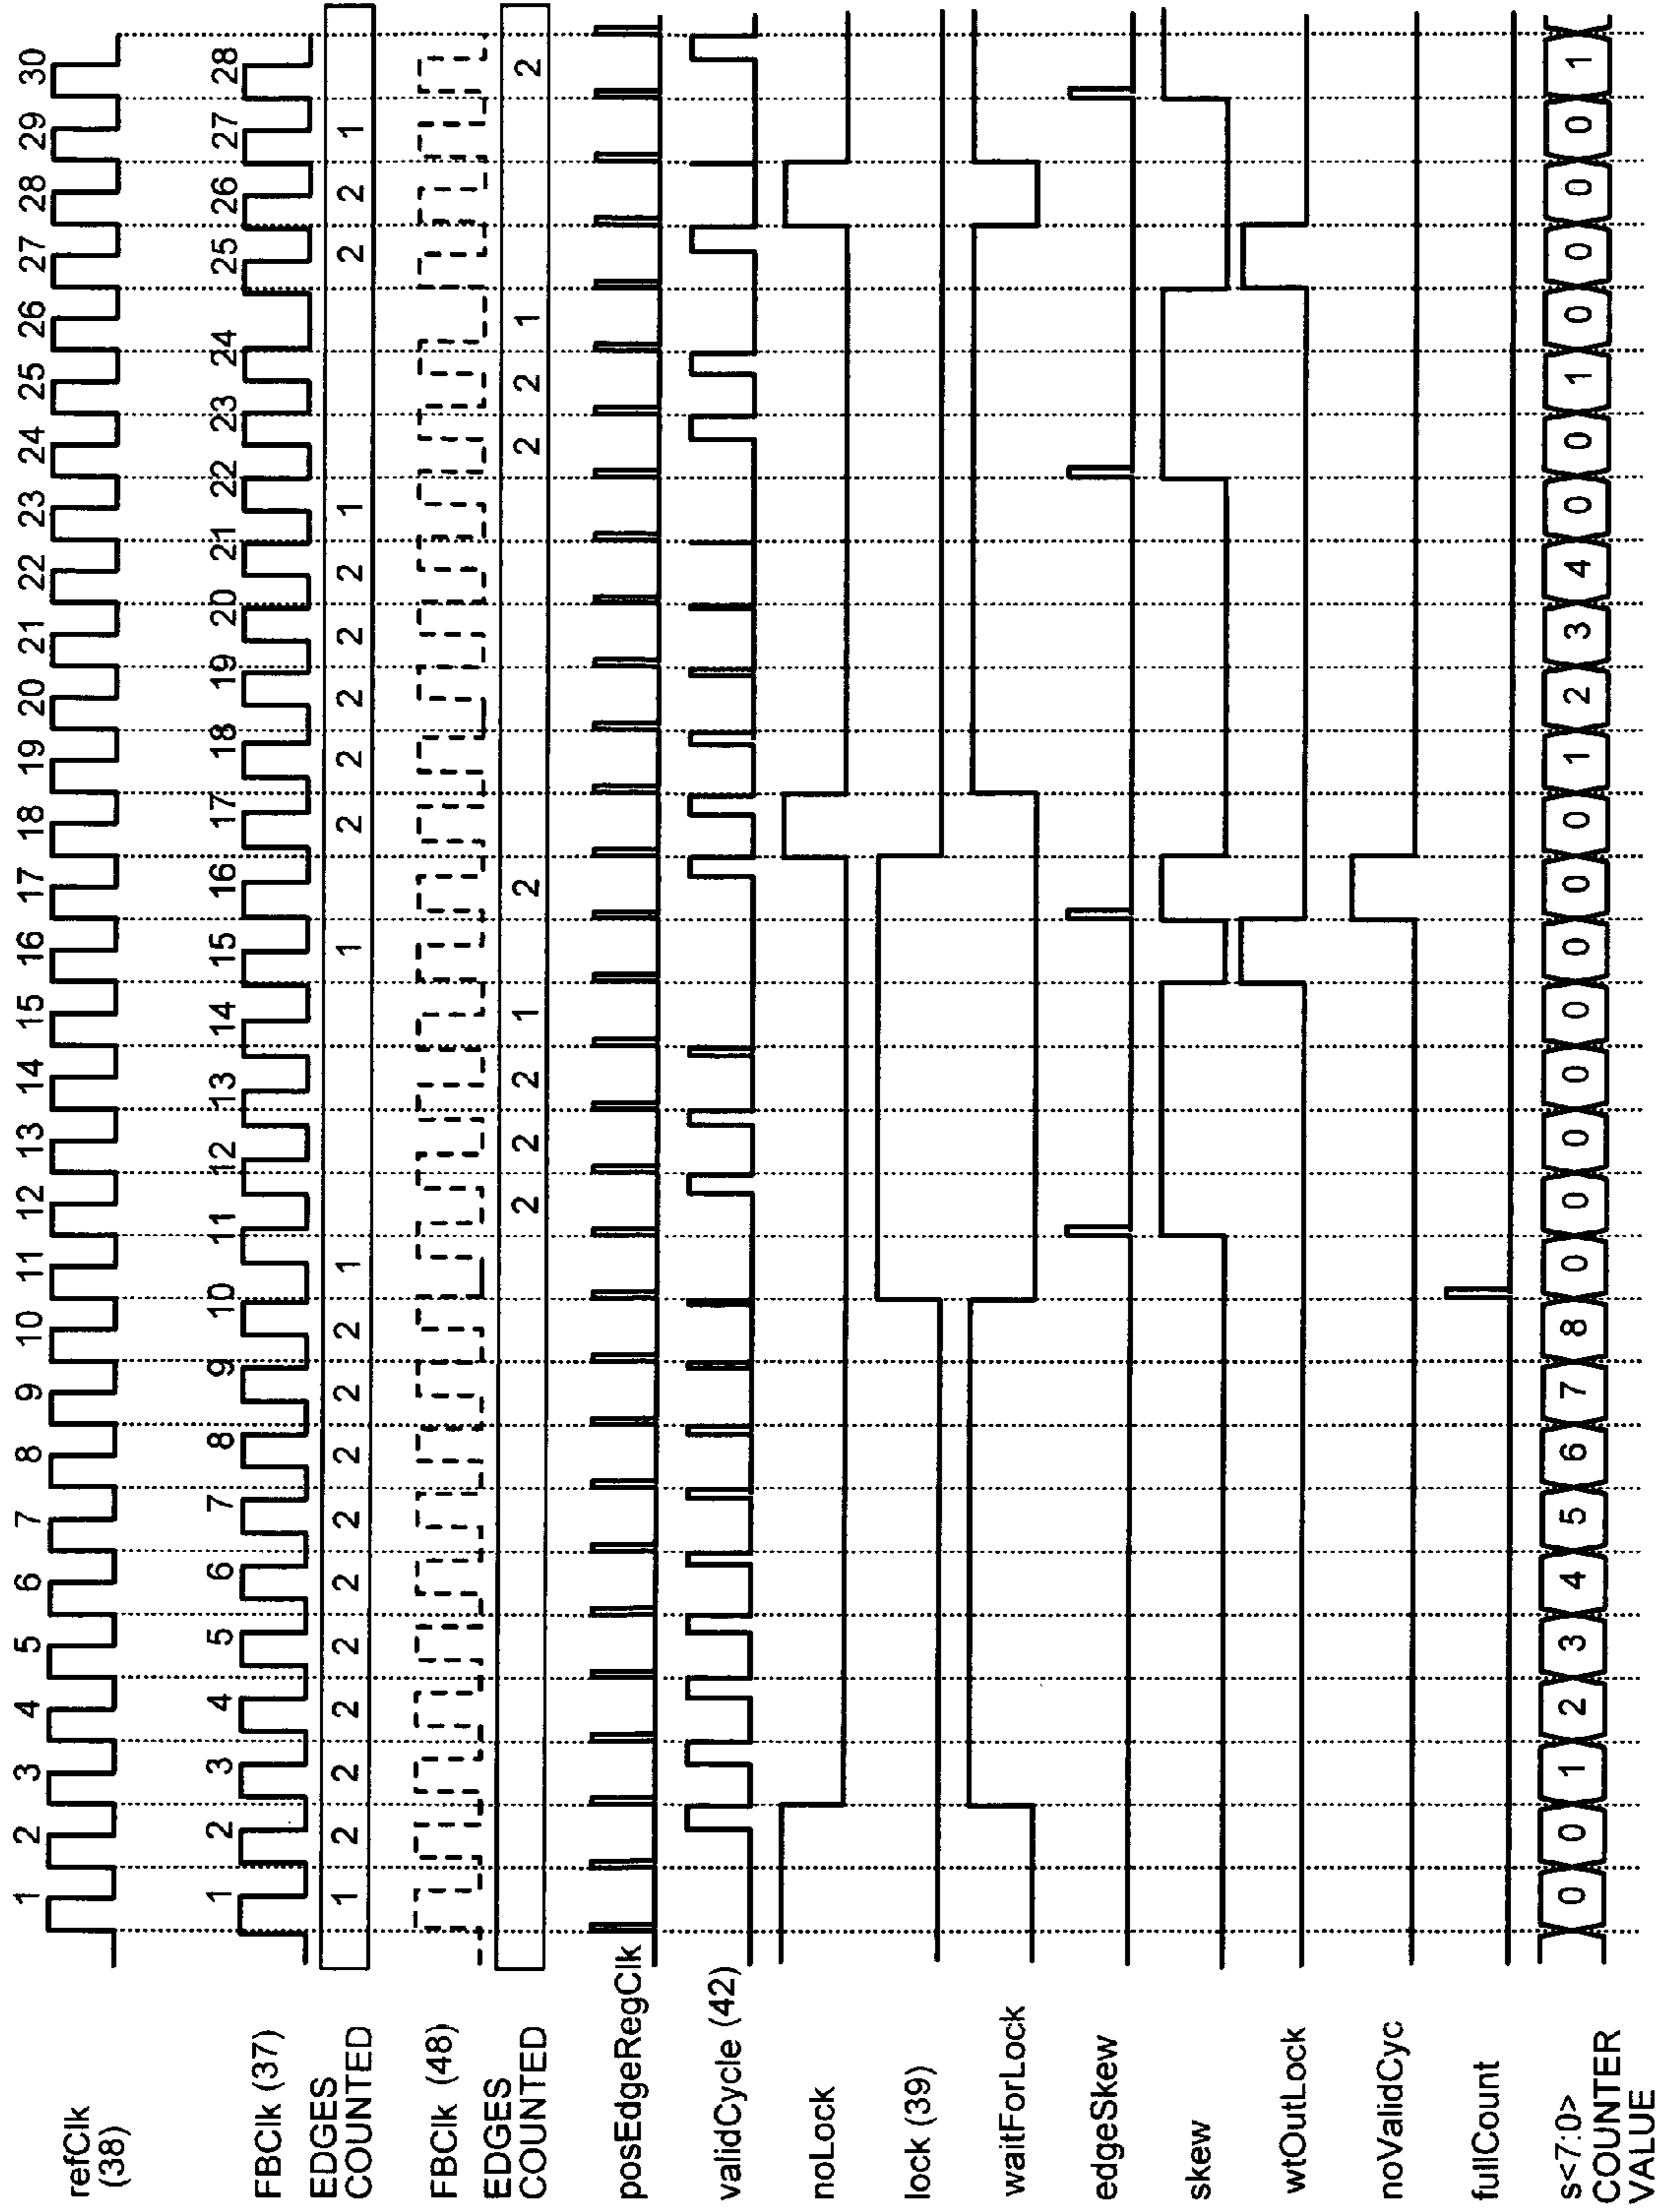 refClk (38) 1 2 3 4 5 6 7 8 9 10 11 12 13 14 15 16 17 18 19 20 21 22 23 24 25 26 27 28 29 30
FBClk (37) 1 2 3 4 5 6 7 8 9 10 11 12 13 14 15 16 17 18 19 20 21 22 23 24 25 26 27 28
EDGES COUNTED 1 2 2 2 2 2 2 2 2 2 1 1 2 2 2 2 2 1 2 2 1
FBClk (48)
EDGES COUNTED 2 2 2 1 2 2 2 1 2
posEdgeRegClk
validCycle (42)
noLock
lock (39)
waitForLock
edgeSkew
skew
wtOutLock
noValidCyc
fullCount
s<7:0> COUNTER VALUE 0 0 1 2 3 4 5 6 7 8 0 0 0 0 0 0 0 0 1 2 3 4 0 0 1 0 0 0 0 1